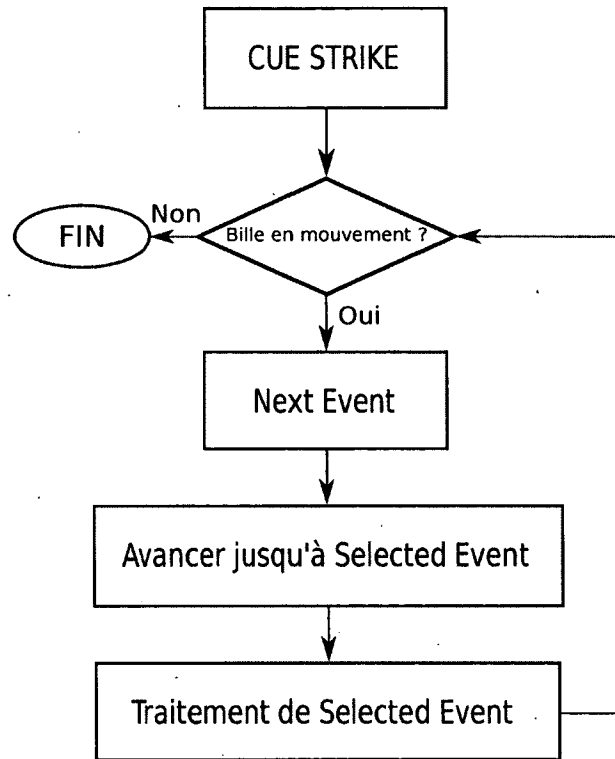 CUE STRIKE
Bille en mouvement ?
Non
FIN
Oui
Next Event
Avancer jusqu'à Selected Event
Traitement de Selected Event